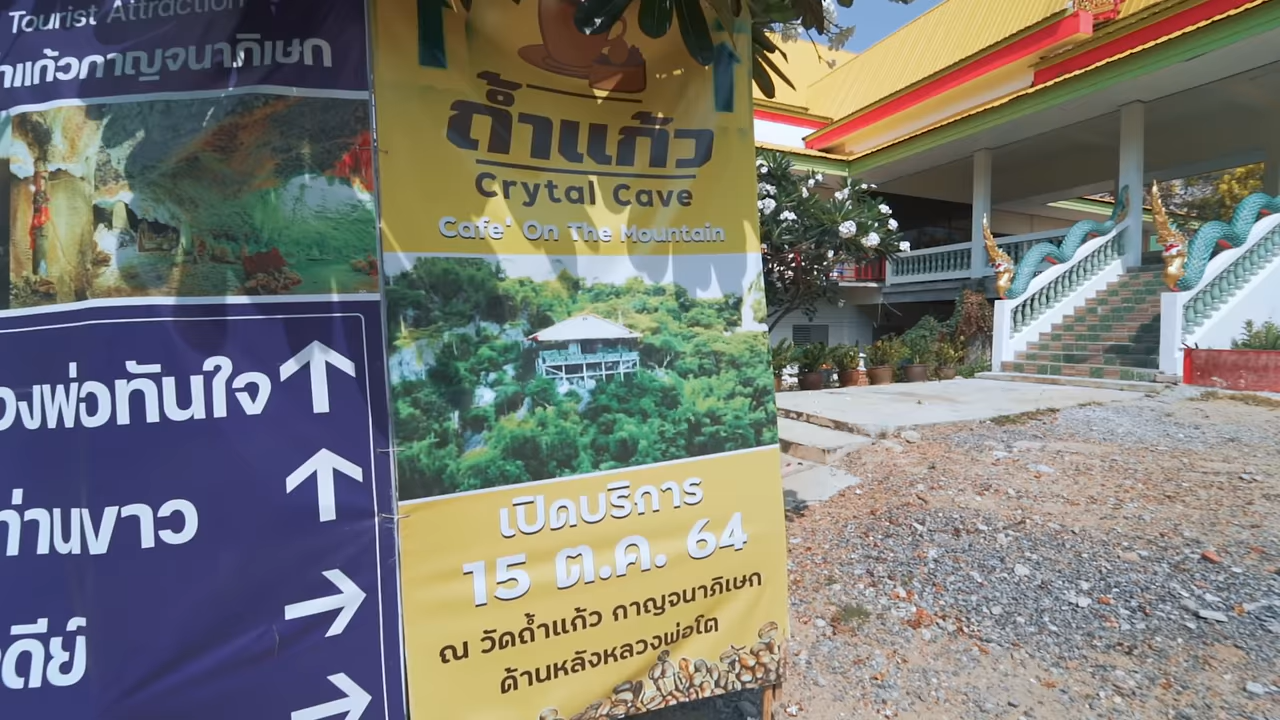 Tourist Attraction
าแก้วกาญจนาภิเษก
วงพ่อทันใจ
ท่านขาว
ดีย์
ถ้ำแก้ว
Crytal Cave
Cafe' On The Mountain
เปิดบริการ
15 ต.ค. 64
ณ วัดถ้ำแก้ว กาญจนาภิเษก
ด้านหลังหลวงพ่อโต